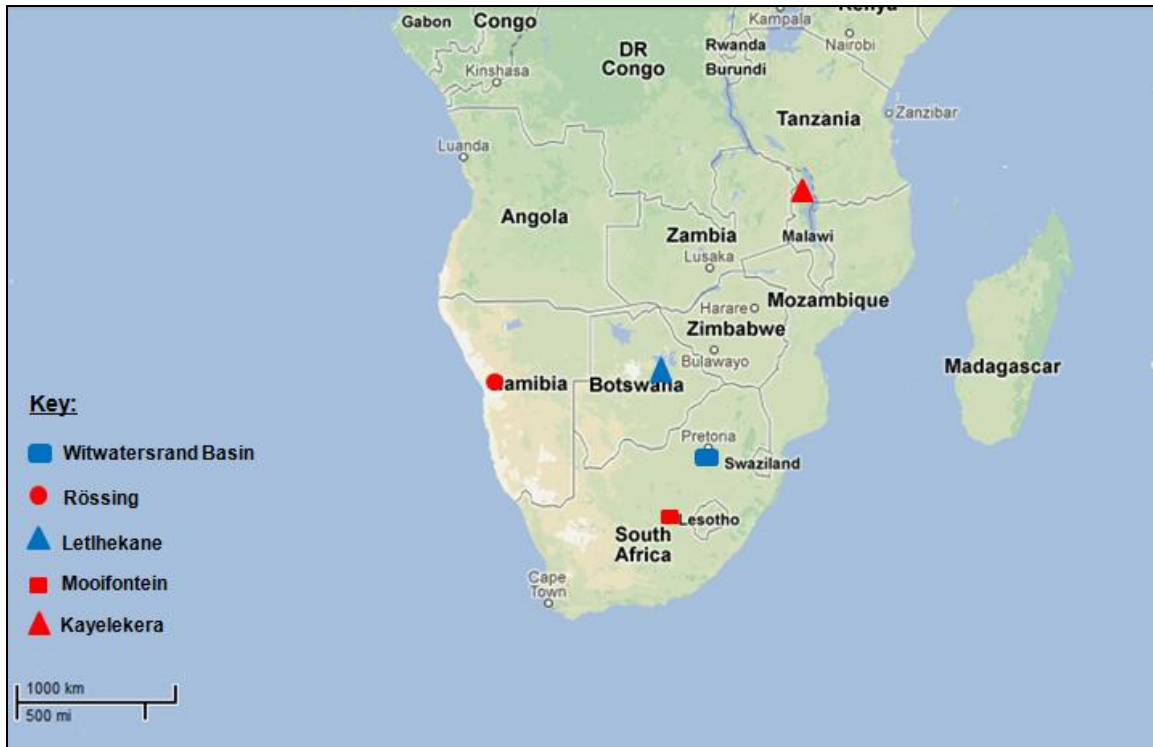 Kenya
Gabon
Congo
Kampala
DR
Congo
Rwanda
Nairobi
Burundi
Kinshasa
Tanzania
Zanzibar
Luanda
Angola
Zambia
Malawi
Lusaka
Mozambique
Harare
Zimbabwe
Bulawayo
Madagascar
Namibia
Botswana
Pretoria
Swaziland
Lesotho
South
Africa
Cape
Town
Key:
Witwatersrand Basin
Rössing
Letlhekane
Mooifontein
Kayelekera
1000 km
500 mi